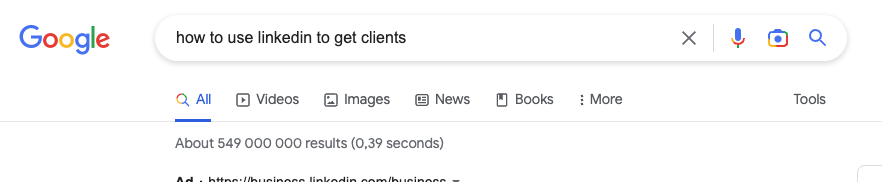 Google
how to use linkedin to get clients
All Videos Images News Books More Tools
About 549 000 000 results (0,39 seconds)
Ad · https://business.linkedin.com/business